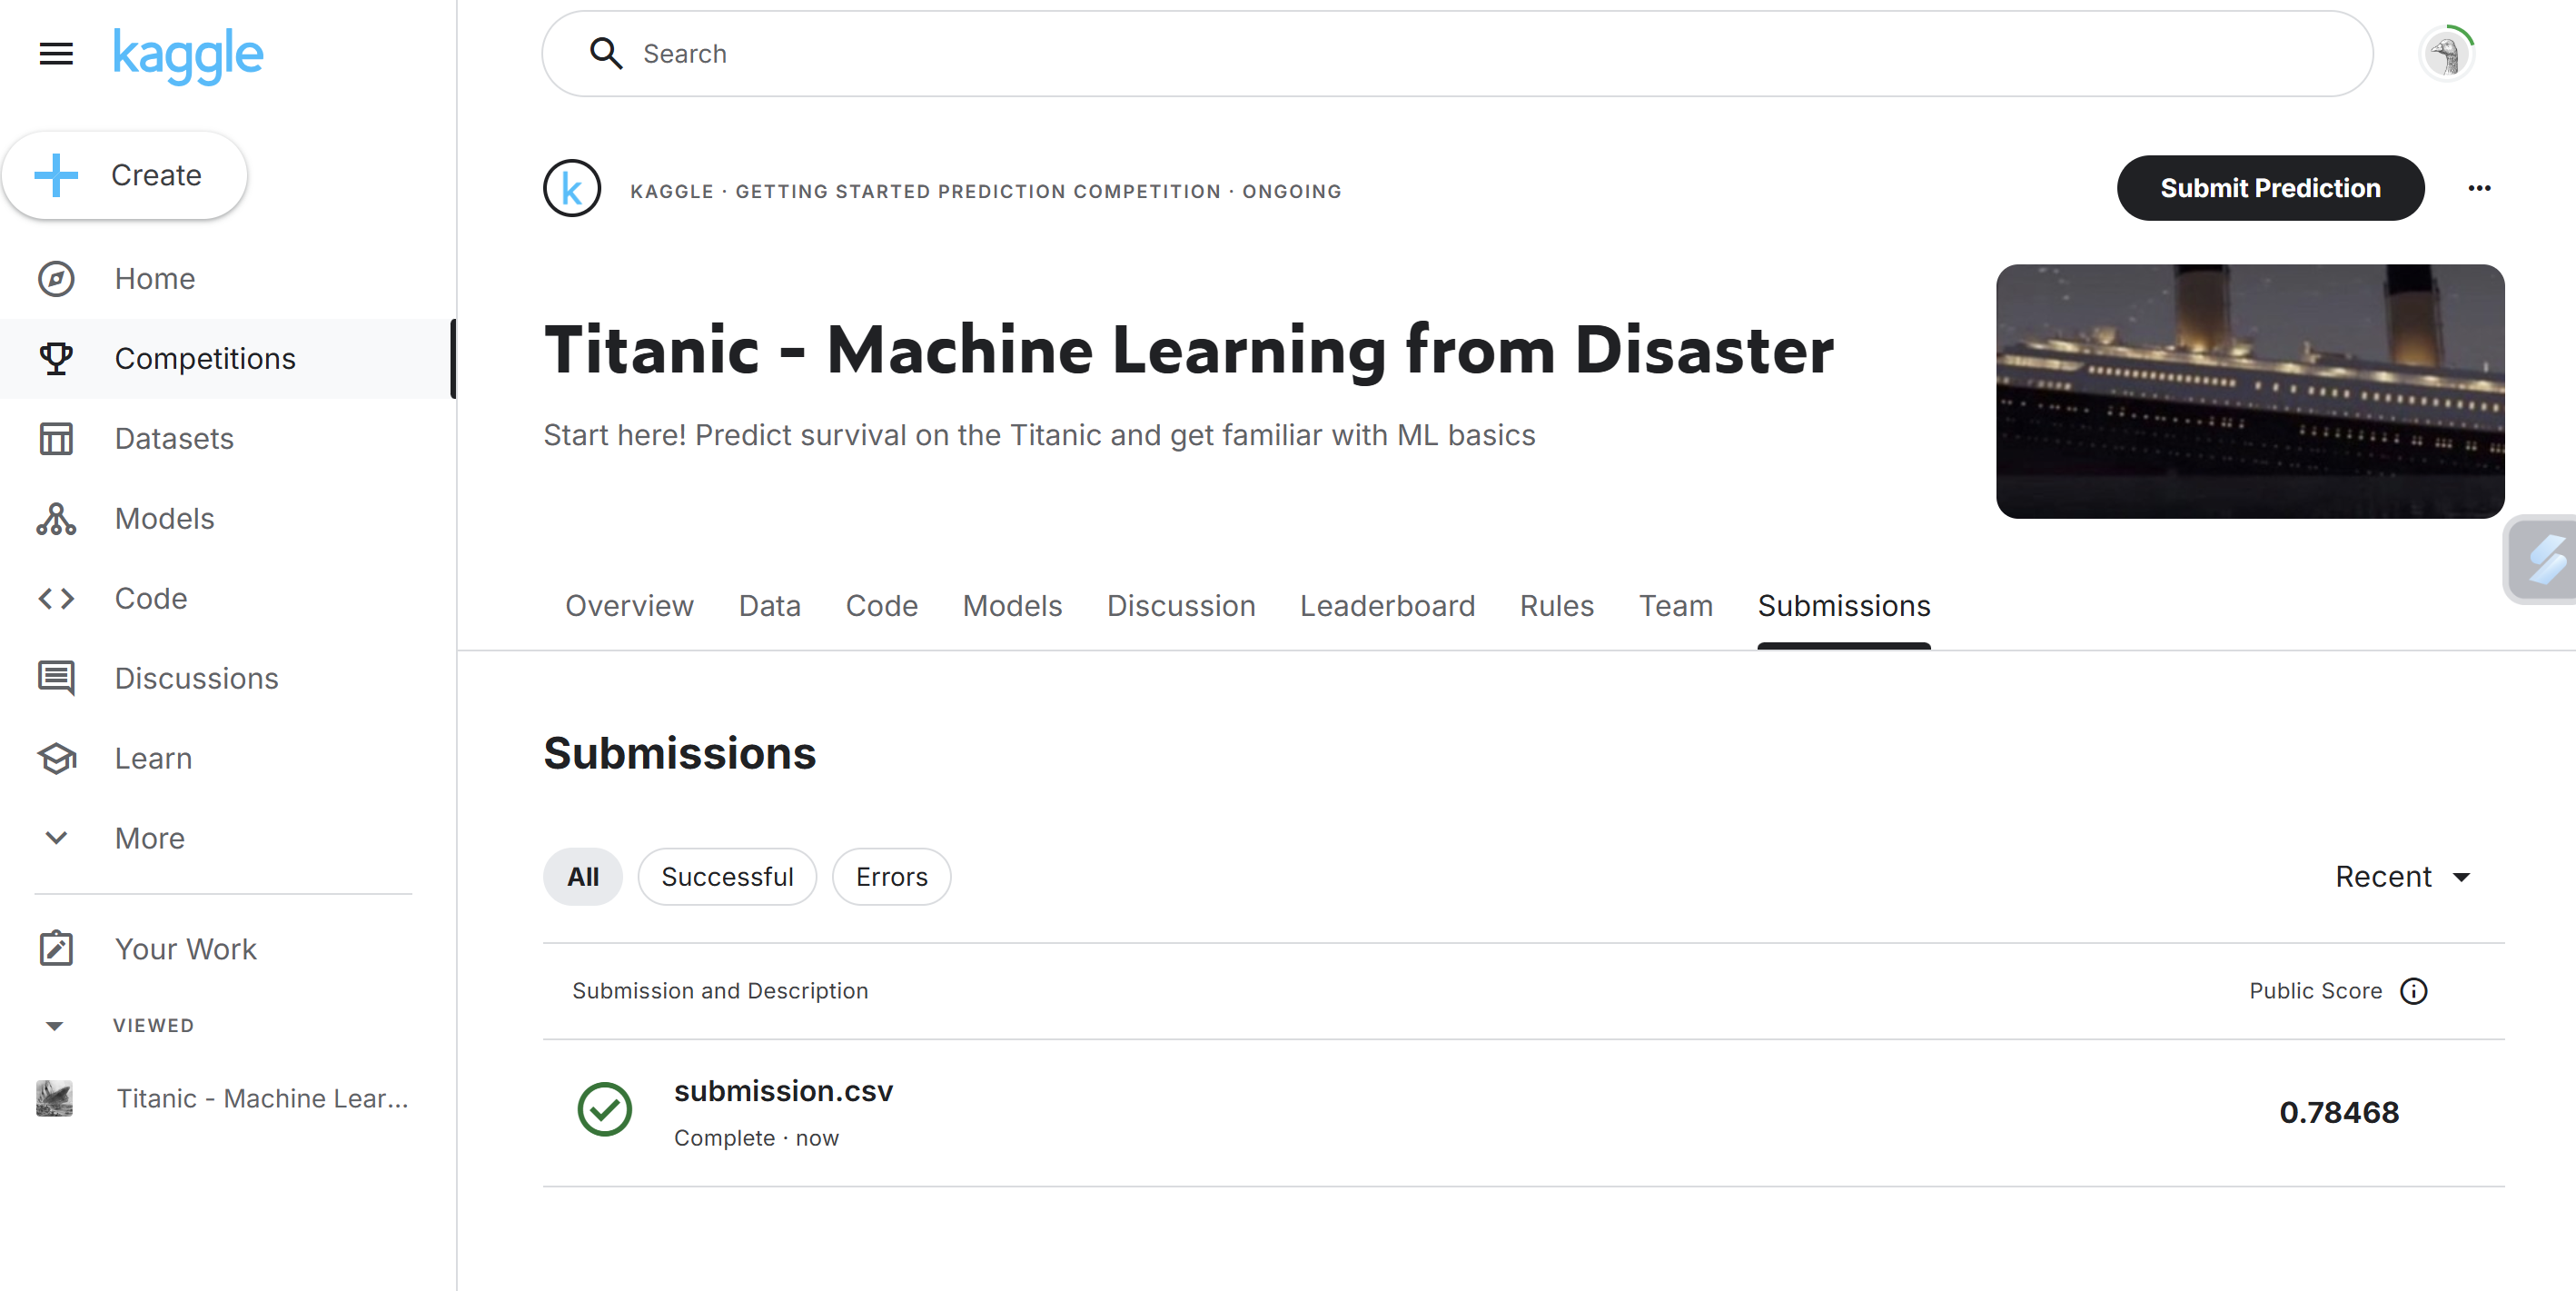 kaggle
Search
Create
Home
Competitions
Datasets
Models
Code
Discussions
Learn
More
Your Work
VIEWED
Titanic - Machine Lear...
k
KAGGLE · GETTING STARTED PREDICTION COMPETITION · ONGOING
Submit Prediction
Titanic - Machine Learning from Disaster
Start here! Predict survival on the Titanic and get familiar with ML basics
Overview Data Code Models Discussion Leaderboard Rules Team Submissions
Submissions
All Successful Errors Recent
Submission and Description Public Score
submission.csv
Complete · now
0.78468